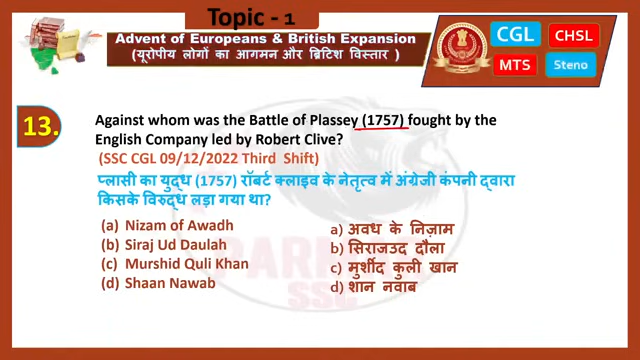 Topic - 1
Advent of Europeans & British Expansion
(यूरोपीय लोगों का आगमन और ब्रिटिश विस्तार )
CGL
CHSL
MTS
Steno
13.
Against whom was the Battle of Plassey (1757) fought by the
English Company led by Robert Clive?
(SSC CGL 09/12/2022 Third Shift)
प्लासी का युद्ध (1757) रॉबर्ट क्लाइव के नेतृत्व में अंग्रेजी कंपनी द्वारा
किसके विरुद्ध लड़ा गया था?
(a) Nizam of Awadh
(b) Siraj Ud Daulah
(c) Murshid Quli Khan
(d) Shaan Nawab
a) अवध के निज़ाम
b) सिराजउद दौला
c) मुर्शीद कुली खान
d) शान नवाब
PARMAR
SSC